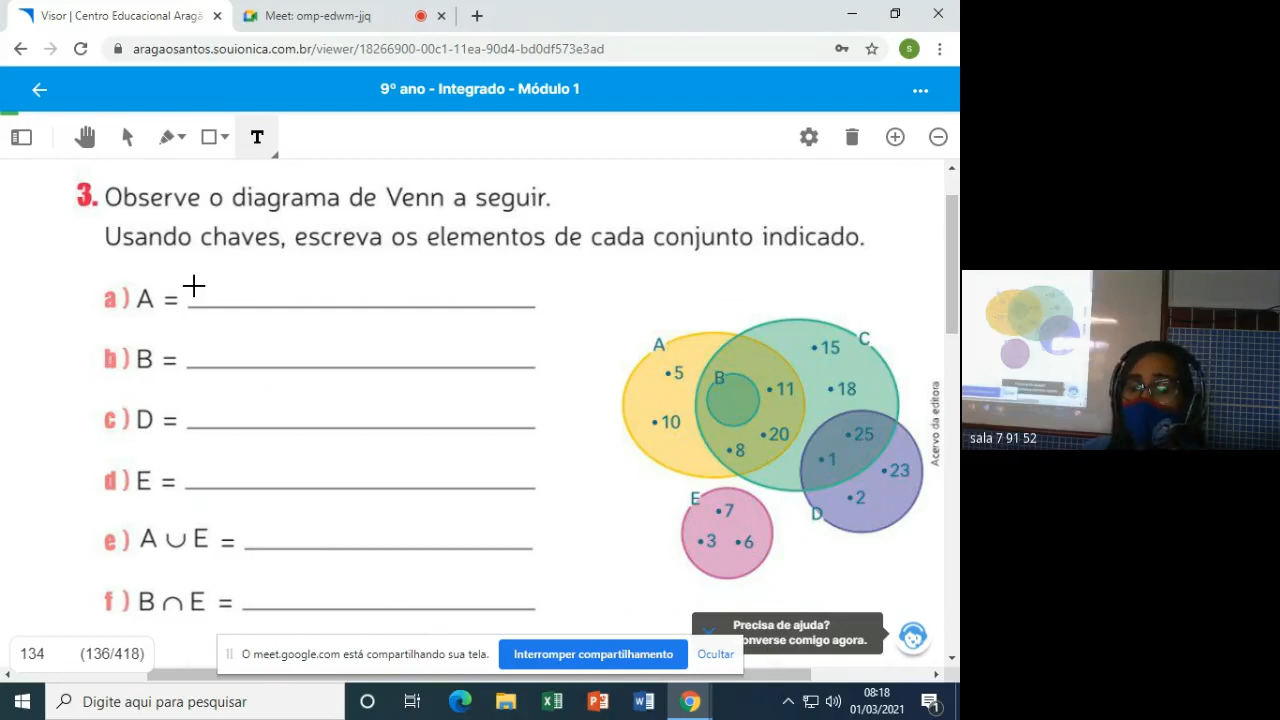 Visor | Centro Educacional Aragã
Meet: omp-edwm-jjq
aragaosantos.souionica.com.br/viewer/18266900-00c1-11ea-90d4-bd0df573e3ad
s
9º ano - Integrado - Módulo 1
T
3. Observe o diagrama de Venn a seguir.
Usando chaves, escreva os elementos de cada conjunto indicado.
a) A =
b) B =
c) D =
d) E =
e) A ∪ E =
f) B ∩ E =
A
C
•15
•5
B
•11
•18
•10
•20
•25
•8
•1
•23
E
•2
•7
D
•3 •6
Acervo da editora
sala 7 91 52
Precisa de ajuda?
onverse comigo agora.
134 (136/418)
O meet.google.com está compartilhando sua tela.
Interromper compartilhamento
Ocultar
Digite aqui para pesquisar
08:18
01/03/2021
1